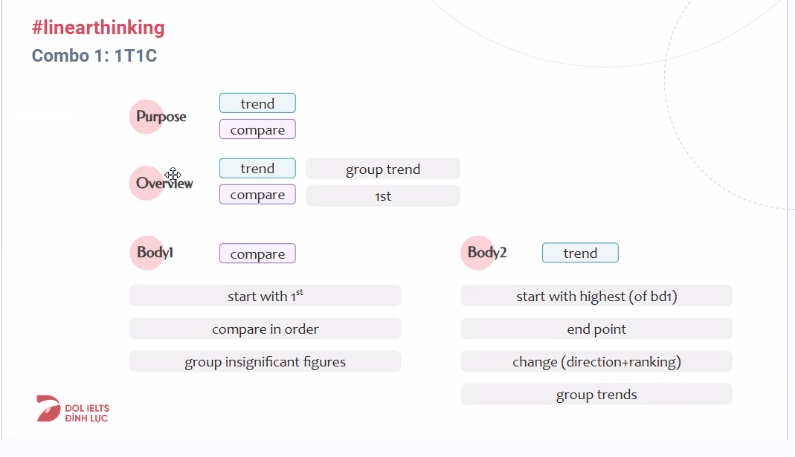 #linearthinking
Combo 1: 1T1C
Purpose
trend
compare
Overview
trend
group trend
compare
1st
Body1
compare
start with 1st
compare in order
group insignificant figures
Body2
trend
start with highest (of bd1)
end point
change (direction+ranking)
group trends
DOL IELTS
ĐÌNH LỰC